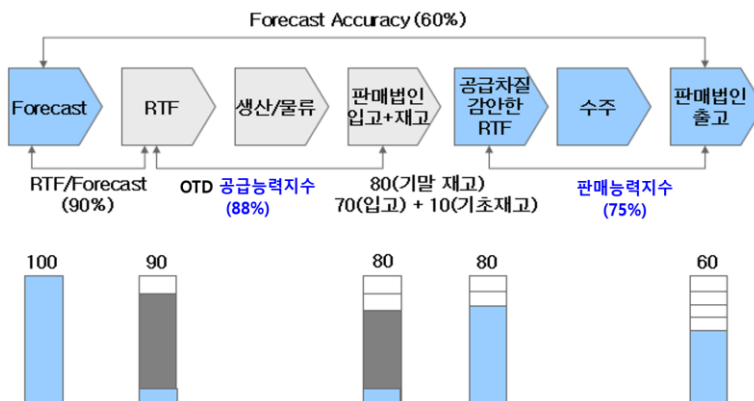 Forecast Accuracy (60%)
Forecast
RTF
생산/물류
판매법인
입고+재고
공급차질
감안한
RTF
수주
판매법인
출고
RTF/Forecast
(90%)
OTD 공급능력지수
(88%)
80(기말 재고)
70(입고) + 10(기초재고)
판매능력지수
(75%)
100
90
80
80
60